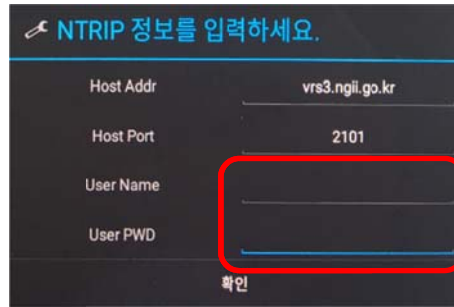 NTRIP 정보를 입력하세요.
Host Addr vrs3.ngii.go.kr
Host Port 2101
User Name
User PWD
확인